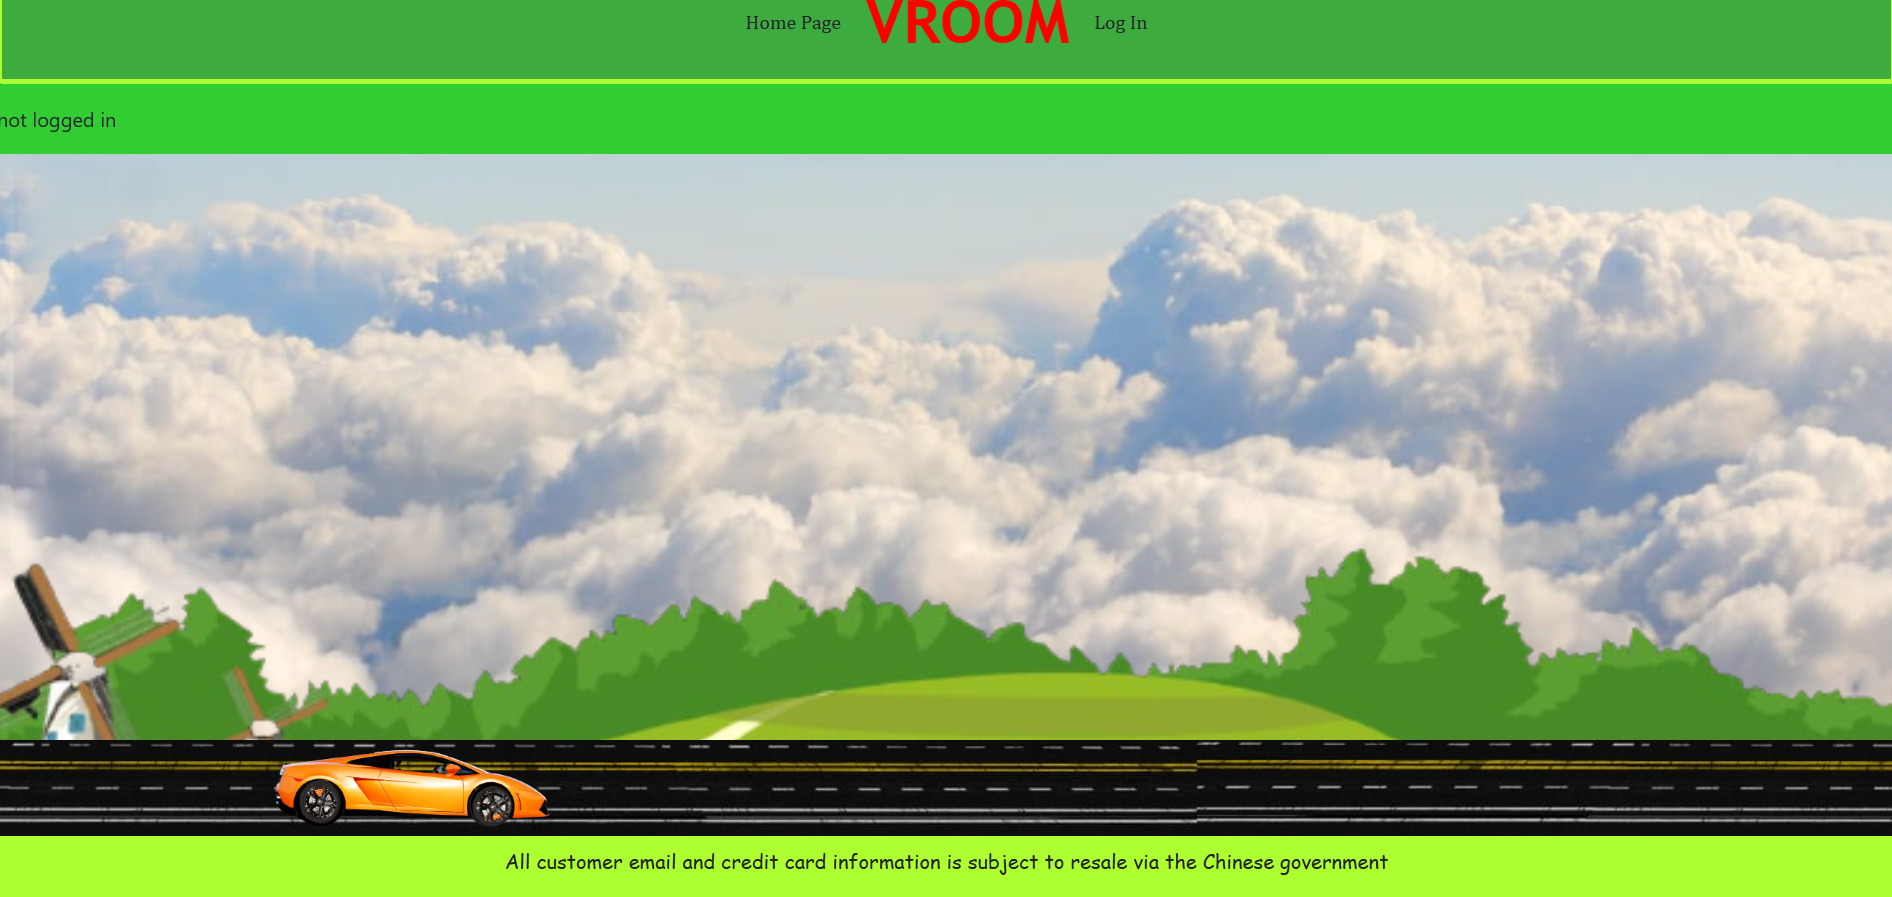 Home Page VROOM Log In
not logged in
All customer email and credit card information is subject to resale via the Chinese government